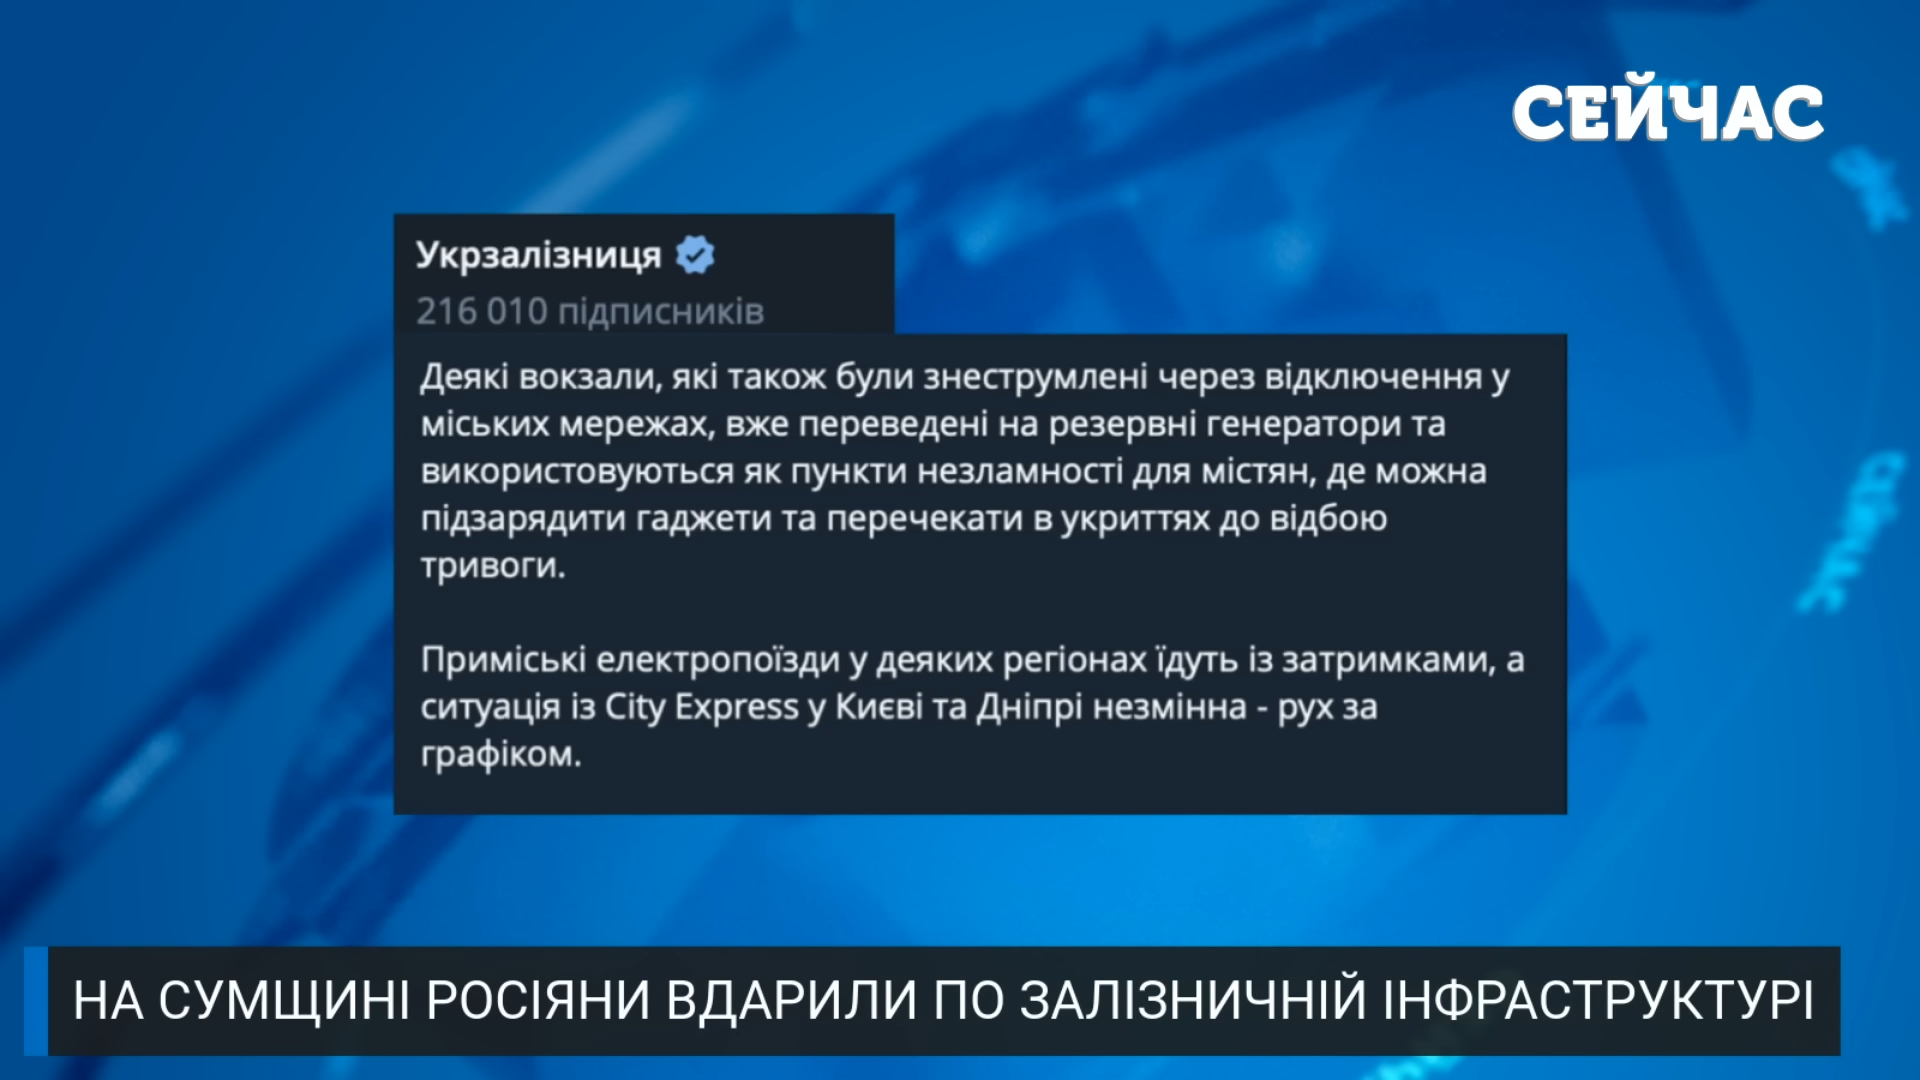 СЕЙЧАС
Укрзалізниця
216 010 підписників
Деякі вокзали, які також були знеструмлені через відключення у
міських мережах, вже переведені на резервні генератори та
використовуються як пункти незламності для містян, де можна
підзарядити гаджети та перечекати в укриттях до відбою
тривоги.
Приміські електропоїзди у деяких регіонах їдуть із затримками, а
ситуація із City Express у Києві та Дніпрі незмінна - рух за
графіком.
НА СУМЩИНІ РОСІЯНИ ВДАРИЛИ ПО ЗАЛІЗНИЧНІЙ ІНФРАСТРУКТУРІ